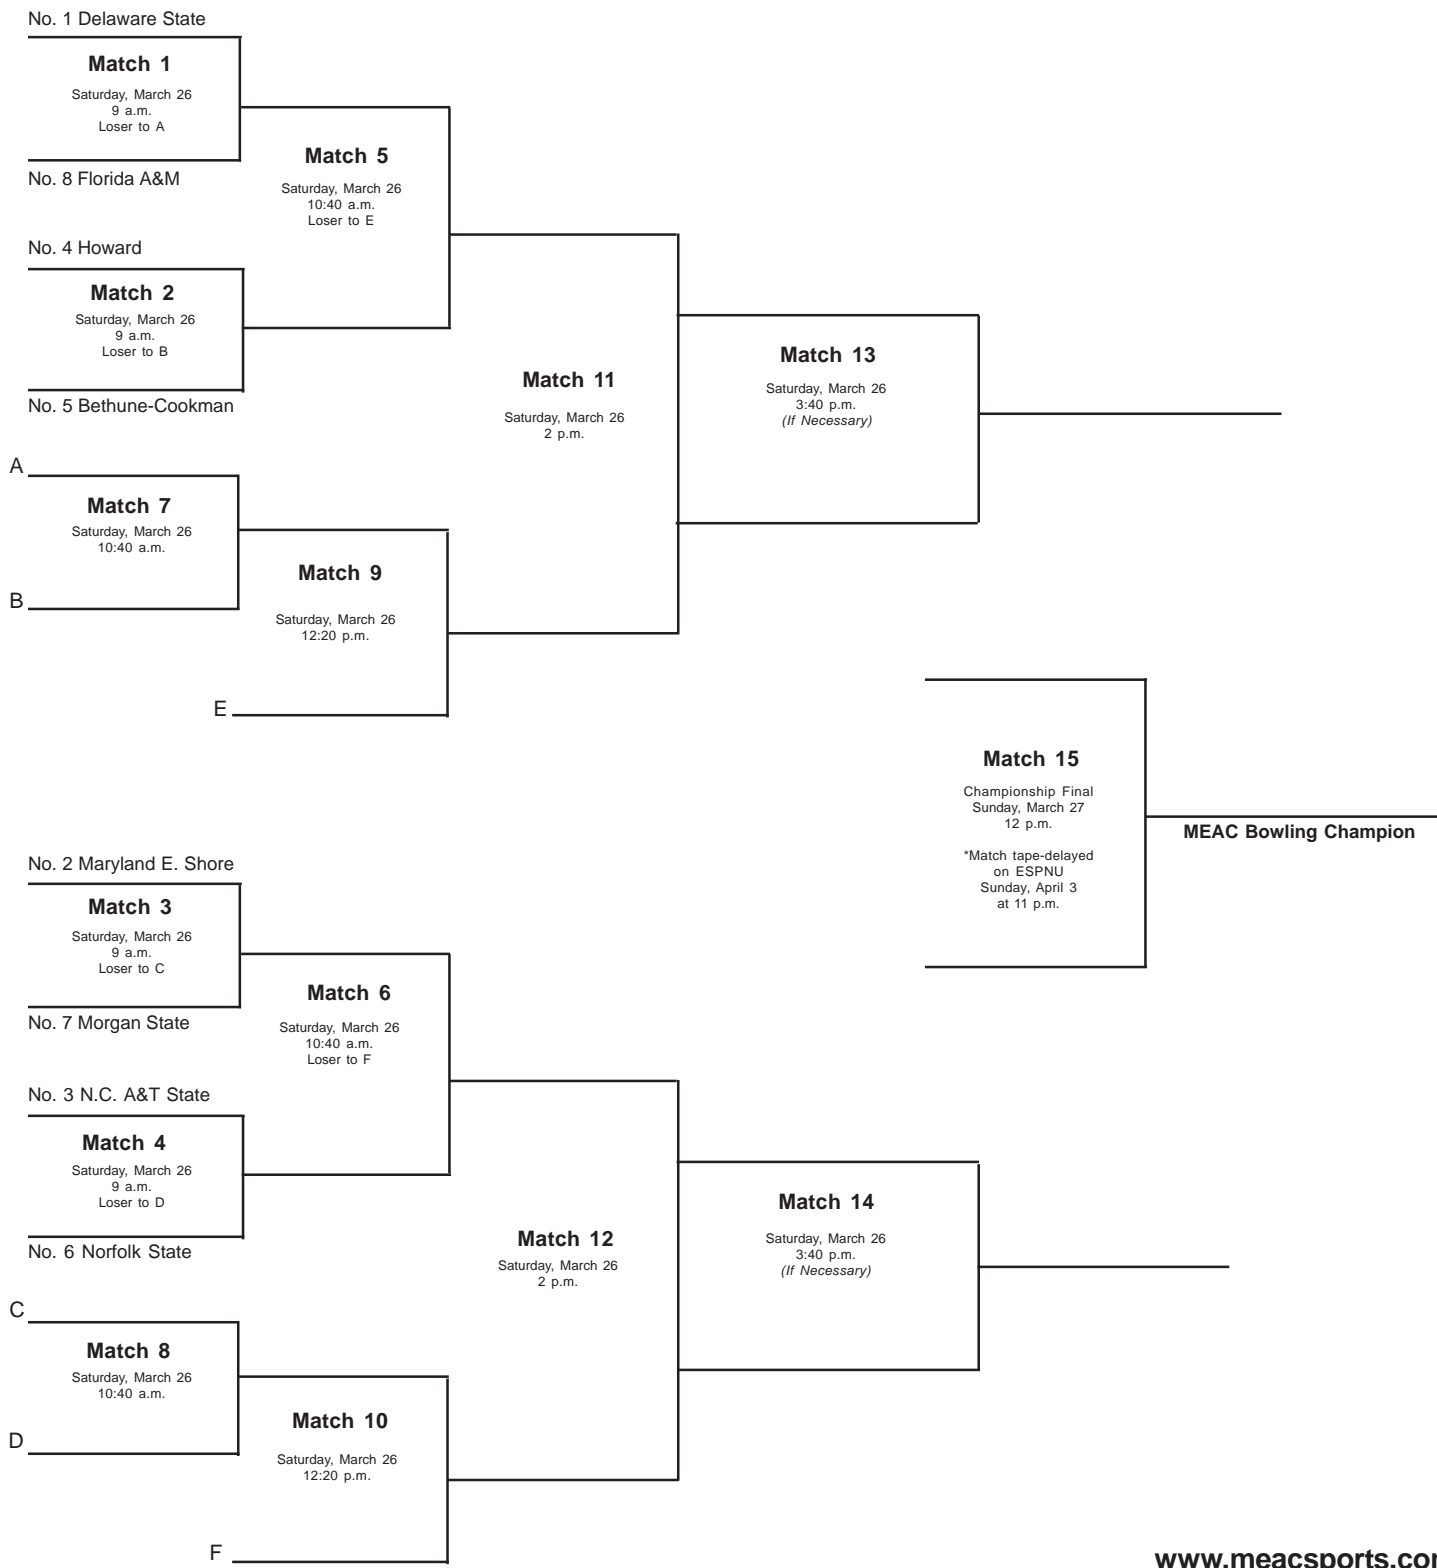 No. 1 Delaware State
Match 1
Saturday, March 26
9 a.m.
Loser to A
No. 8 Florida A&M
Match 5
Saturday, March 26
10:40 a.m.
Loser to E
No. 4 Howard
Match 2
Saturday, March 26
9 a.m.
Loser to B
No. 5 Bethune-Cookman
Match 11
Saturday, March 26
2 p.m.
Match 13
Saturday, March 26
3:40 p.m.
(If Necessary)
A
Match 7
Saturday, March 26
10:40 a.m.
B
Match 9
Saturday, March 26
12:20 p.m.
E
Match 15
Championship Final
Sunday, March 27
12 p.m.
*Match tape-delayed
on ESPNU
Sunday, April 3
at 11 p.m.
MEAC Bowling Champion
No. 2 Maryland E. Shore
Match 3
Saturday, March 26
9 a.m.
Loser to C
No. 7 Morgan State
Match 6
Saturday, March 26
10:40 a.m.
Loser to F
No. 3 N.C. A&T State
Match 4
Saturday, March 26
9 a.m.
Loser to D
No. 6 Norfolk State
Match 12
Saturday, March 26
2 p.m.
Match 14
Saturday, March 26
3:40 p.m.
(If Necessary)
C
Match 8
Saturday, March 26
10:40 a.m.
D
Match 10
Saturday, March 26
12:20 p.m.
F
www.meacsports.com